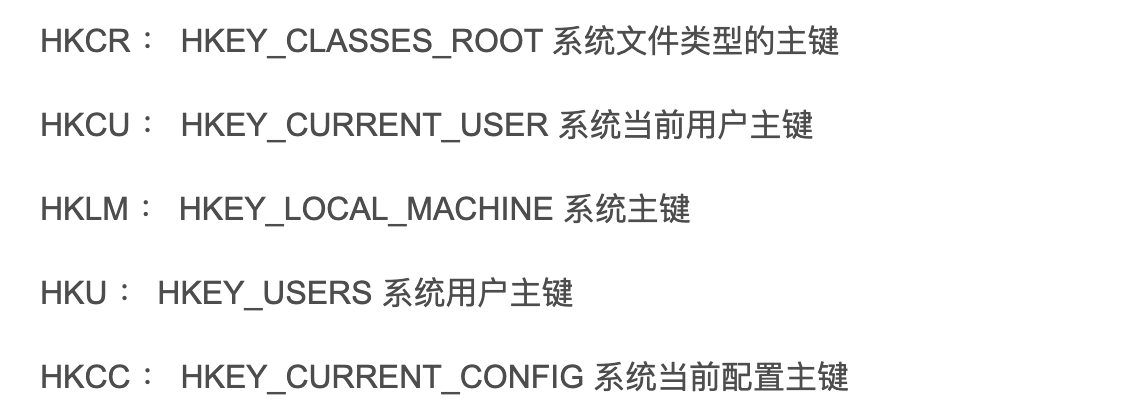 HKCR： HKEY_CLASSES_ROOT 系统文件类型的主键
HKCU： HKEY_CURRENT_USER 系统当前用户主键
HKLM： HKEY_LOCAL_MACHINE 系统主键
HKU： HKEY_USERS 系统用户主键
HKCC： HKEY_CURRENT_CONFIG 系统当前配置主键